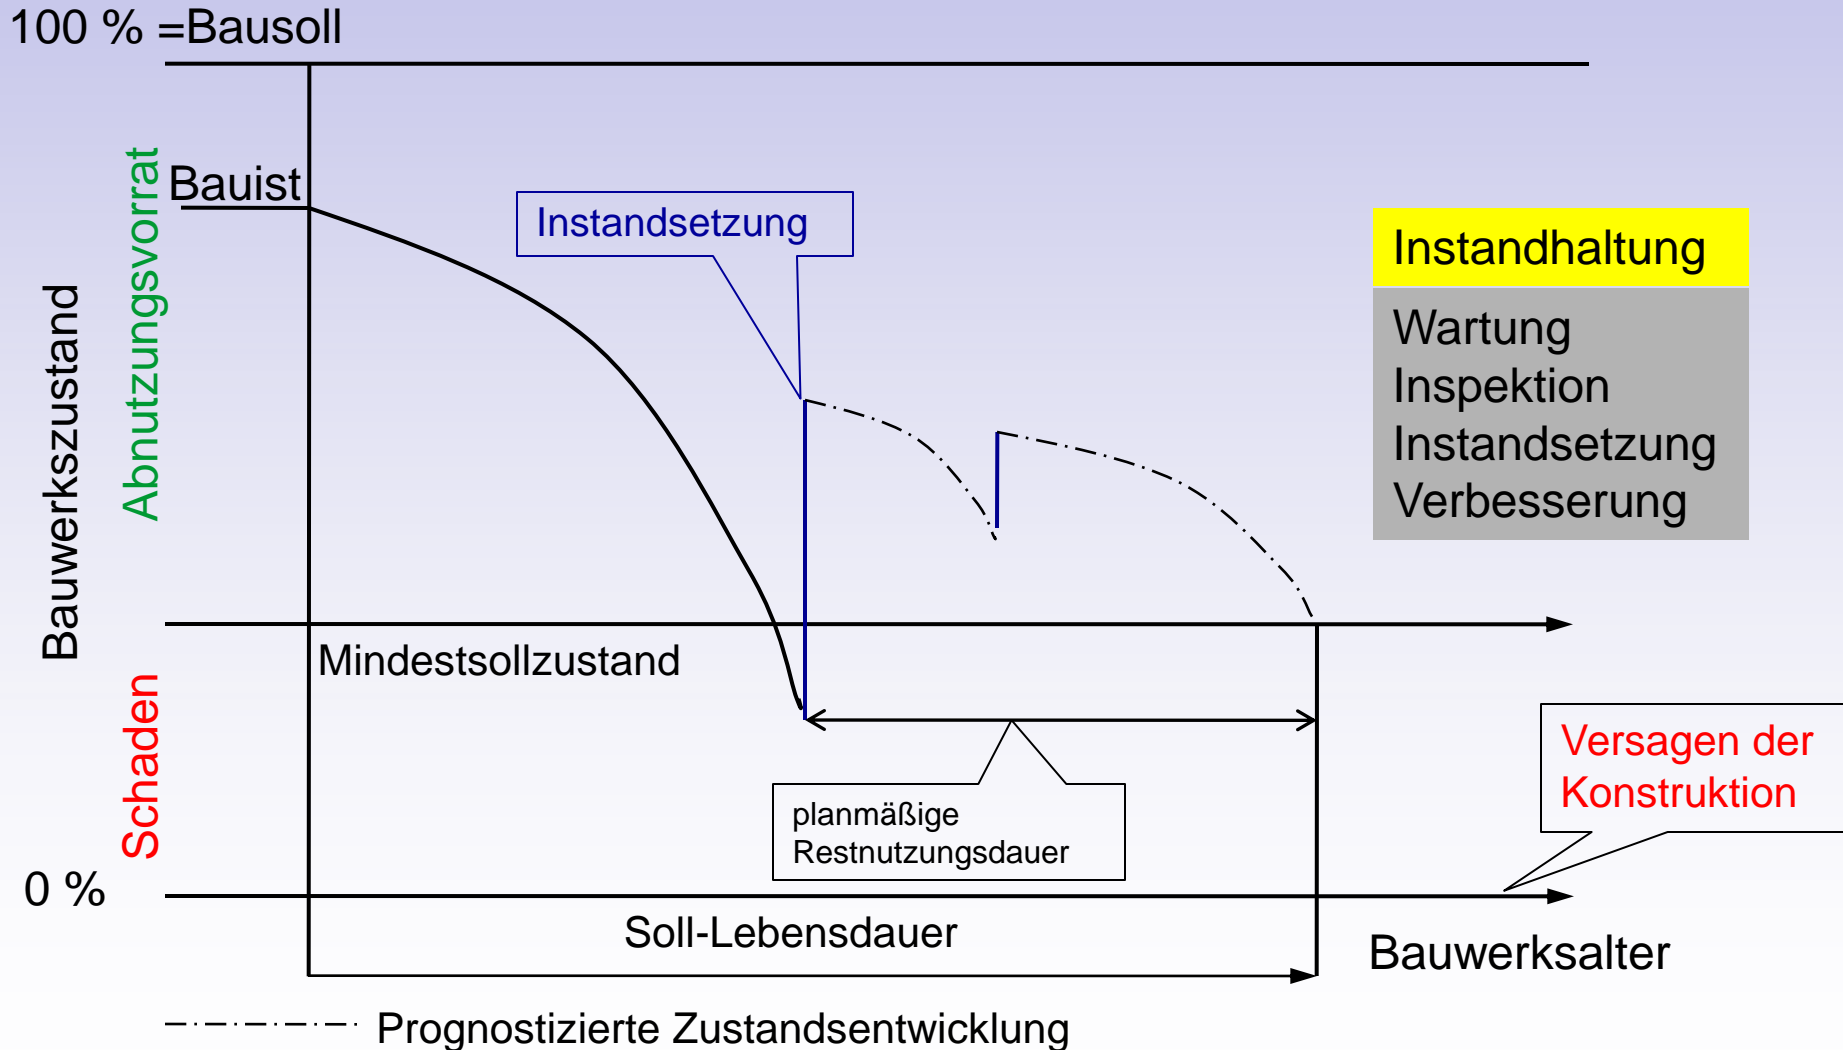 100 % =Bausoll
Bauist
Abnutzungsvorrat
Bauwerkszustand
Instandsetzung
Instandhaltung
Wartung
Inspektion
Instandsetzung
Verbesserung
Mindestsollzustand
Schaden
planmäßige
Restnutzungsdauer
Versagen der
Konstruktion
0 %
Soll-Lebensdauer
Bauwerksalter
Prognostizierte Zustandsentwicklung